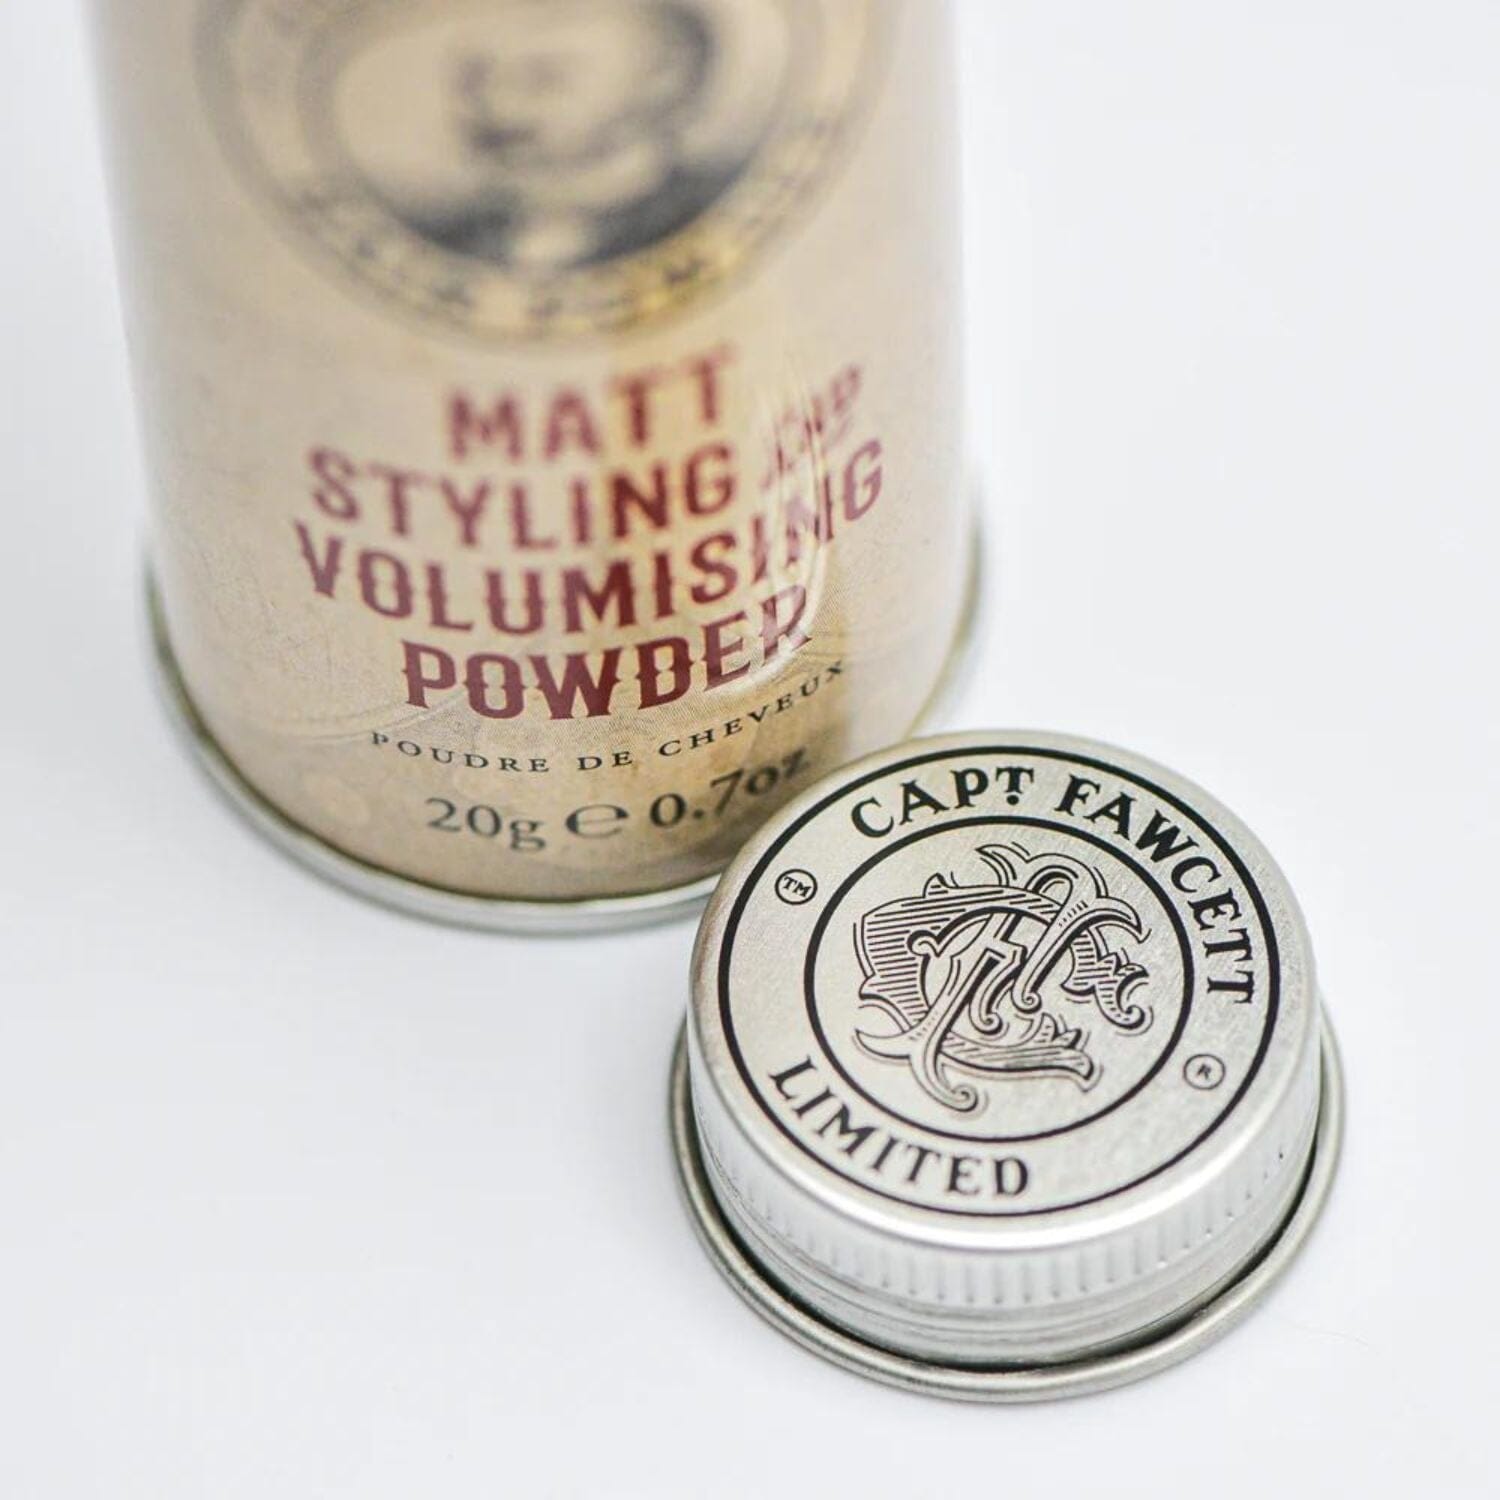 MATT
STYLING AND
VOLUMISING
POWDER
POUDRE DE CHEVEUX
20g ℮ 0.7oz
CAPT FAWCETT
TM
R
LIMITED